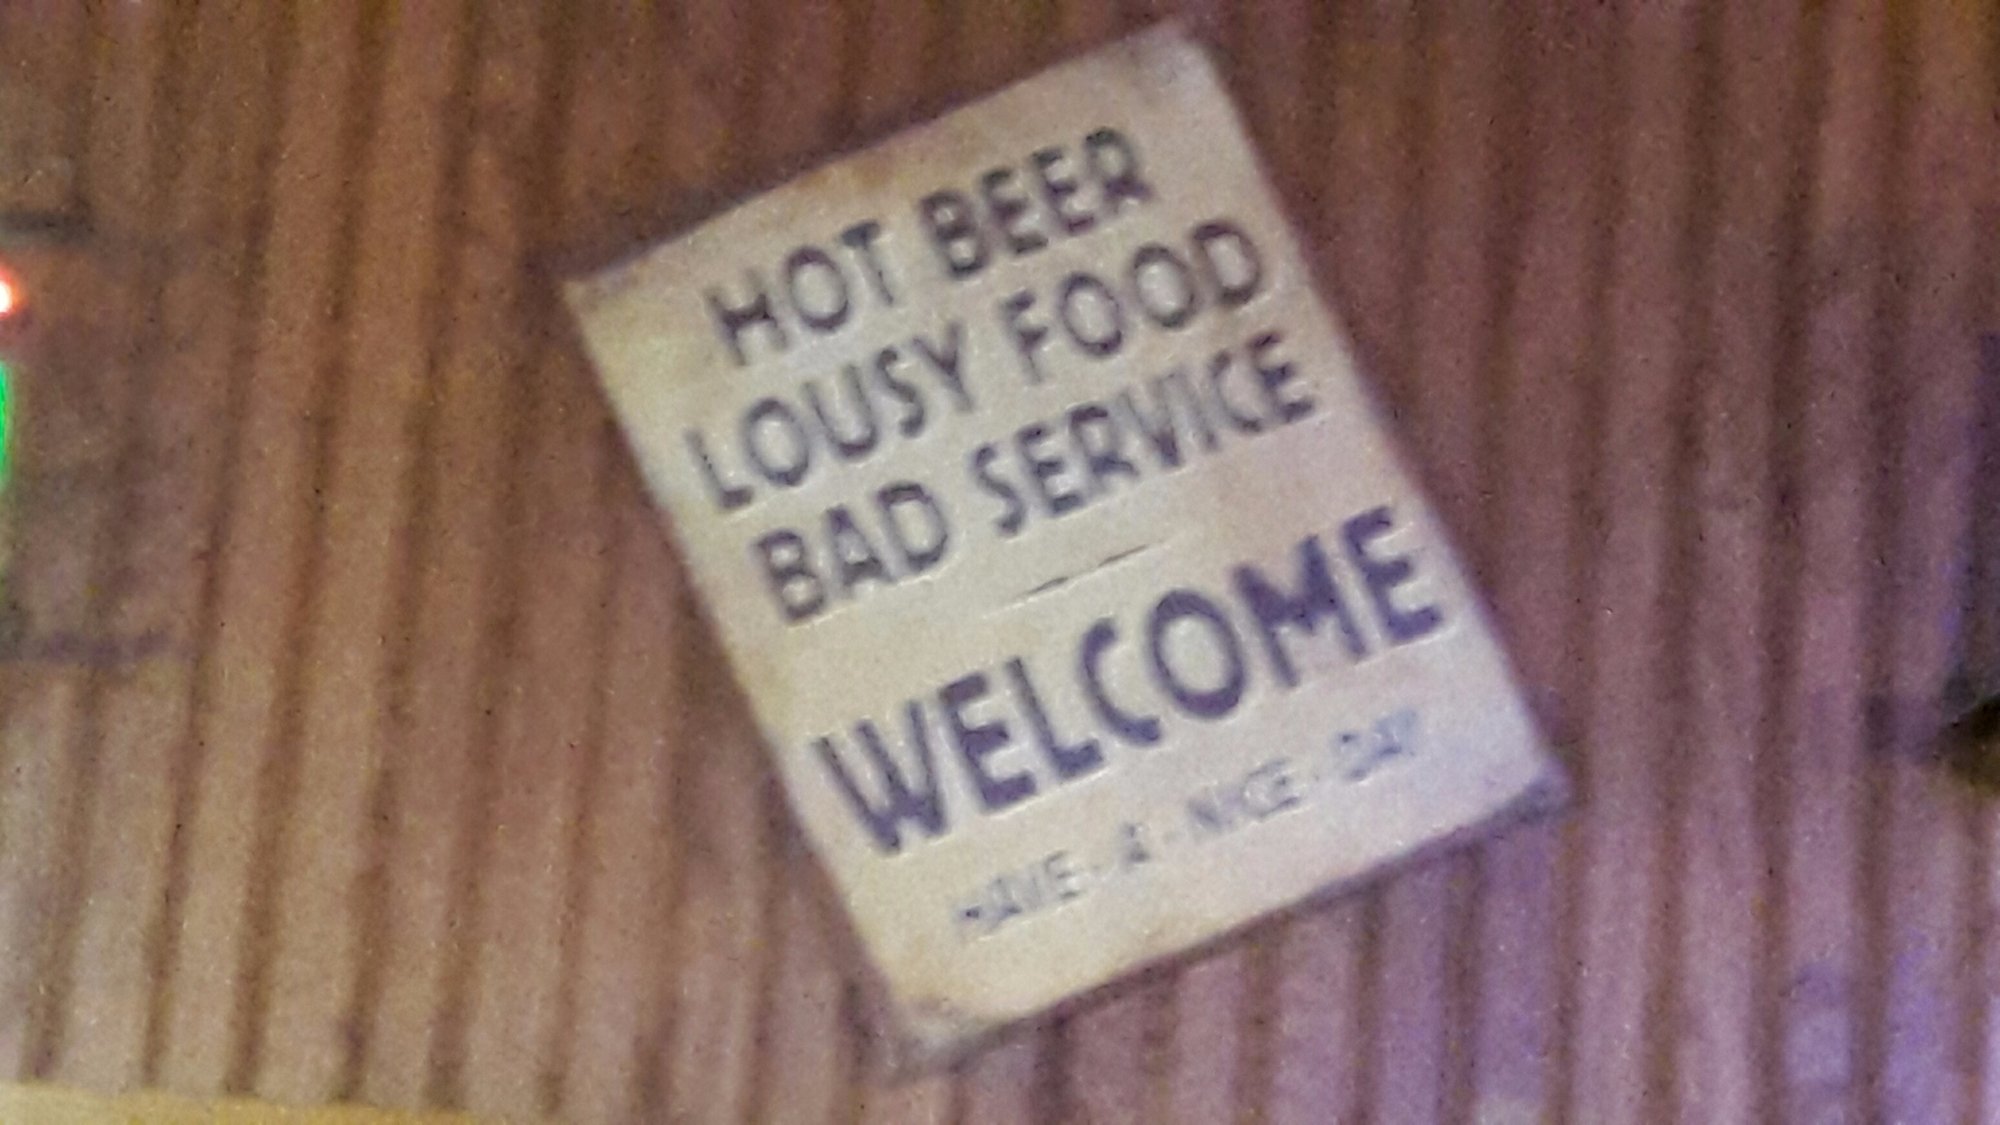 HOT BEER
LOUSY FOOD
BAD SERVICE
WELCOME
HAVE · A · NICE · DAY